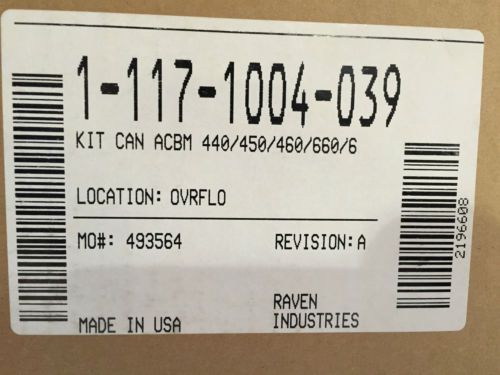 1-117-1004-039
KIT CAN ACBM 440/450/460/660/6
LOCATION: OVRFLO
MO#: 493564 REVISION: A
2196608
MADE IN USA
RAVEN
INDUSTRIES